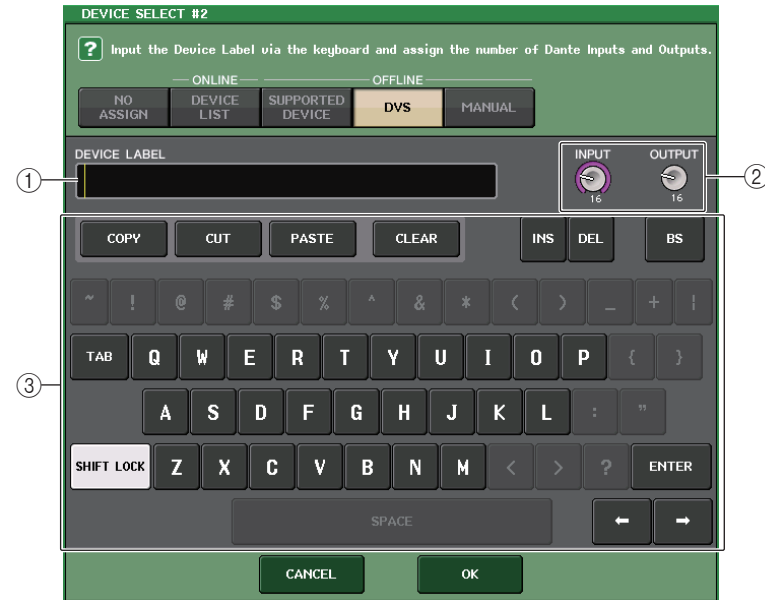 DEVICE SELECT #2
? Input the Device Label via the keyboard and assign the number of Dante Inputs and Outputs.
ONLINE OFFLINE
NO ASSIGN DEVICE LIST SUPPORTED DEVICE DVS MANUAL
DEVICE LABEL INPUT OUTPUT
① ②
16 16
COPY CUT PASTE CLEAR INS DEL BS
~ ! @ # $ % ^ & * ( ) _ + ¦
TAB Q W E R T Y U I O P { }
③
A S D F G H J K L : "
SHIFT LOCK Z X C V B N M < > ? ENTER
SPACE ← →
CANCEL OK